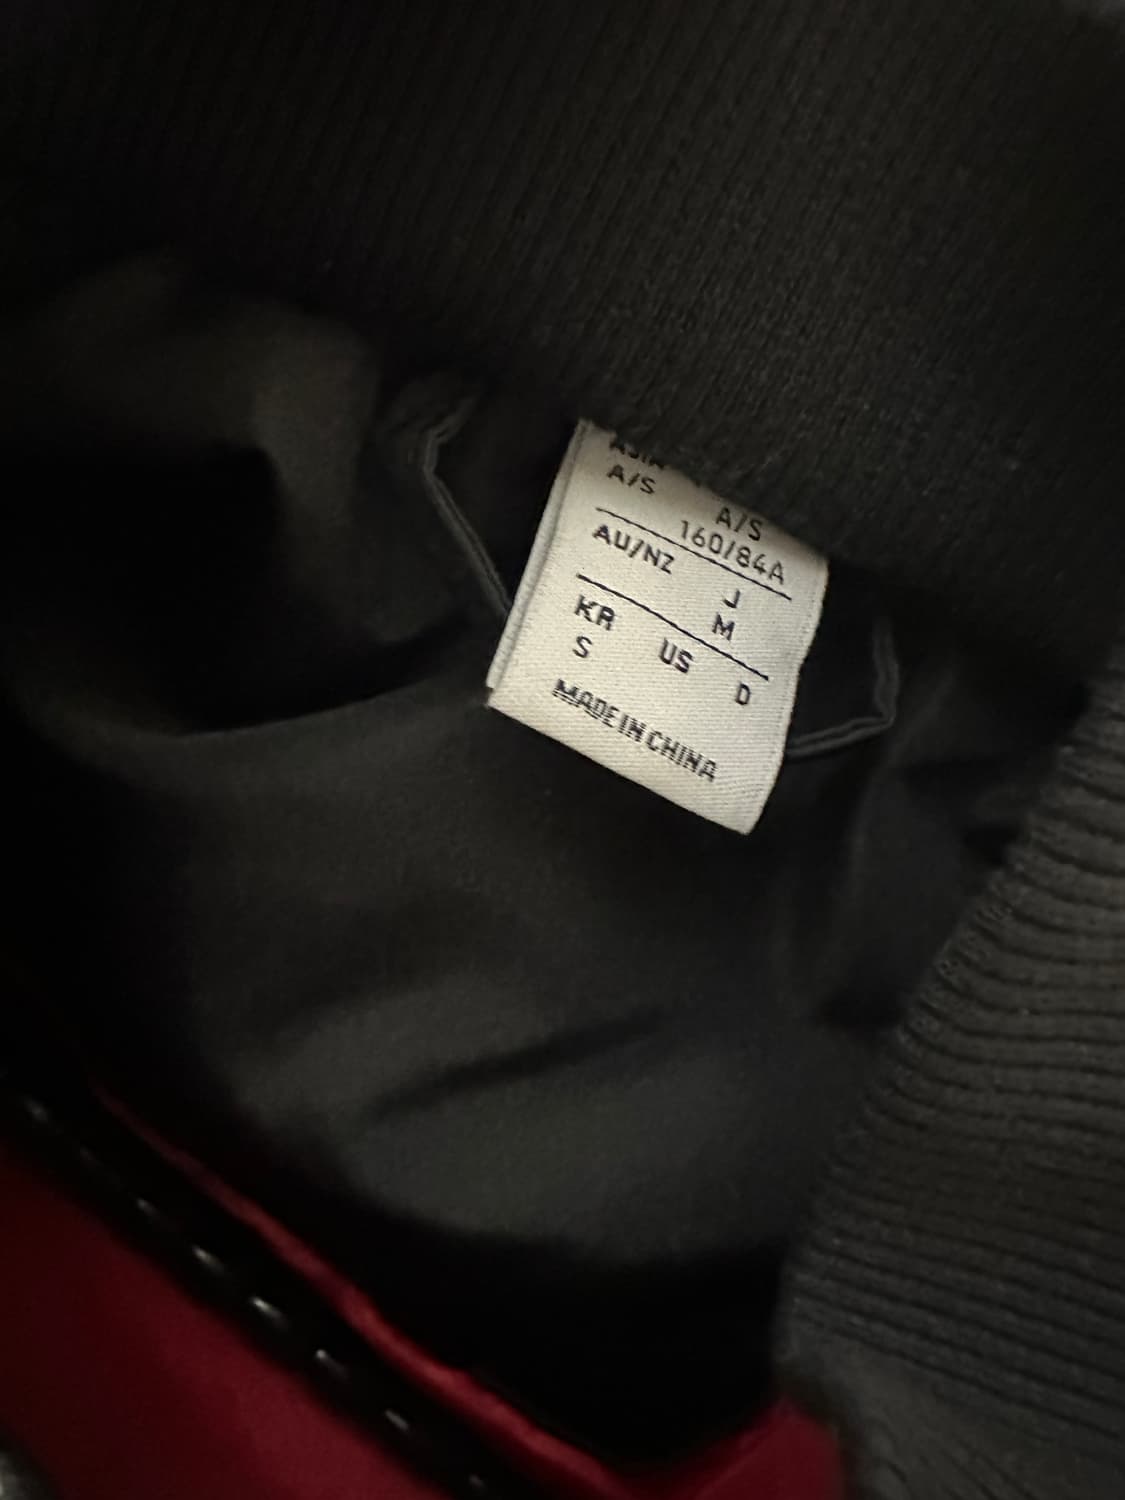 A/S A/S
160/84A
AU/NZ J
M
KR US D
S
MADE IN CHINA